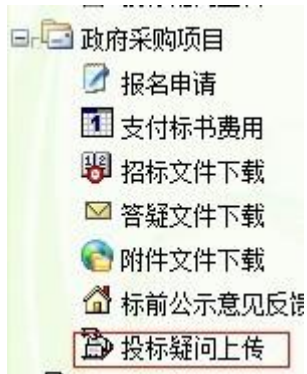 政府采购项目
报名申请
支付标书费用
招标文件下载
答疑文件下载
附件文件下载
标前公示意见反馈
投标疑问上传